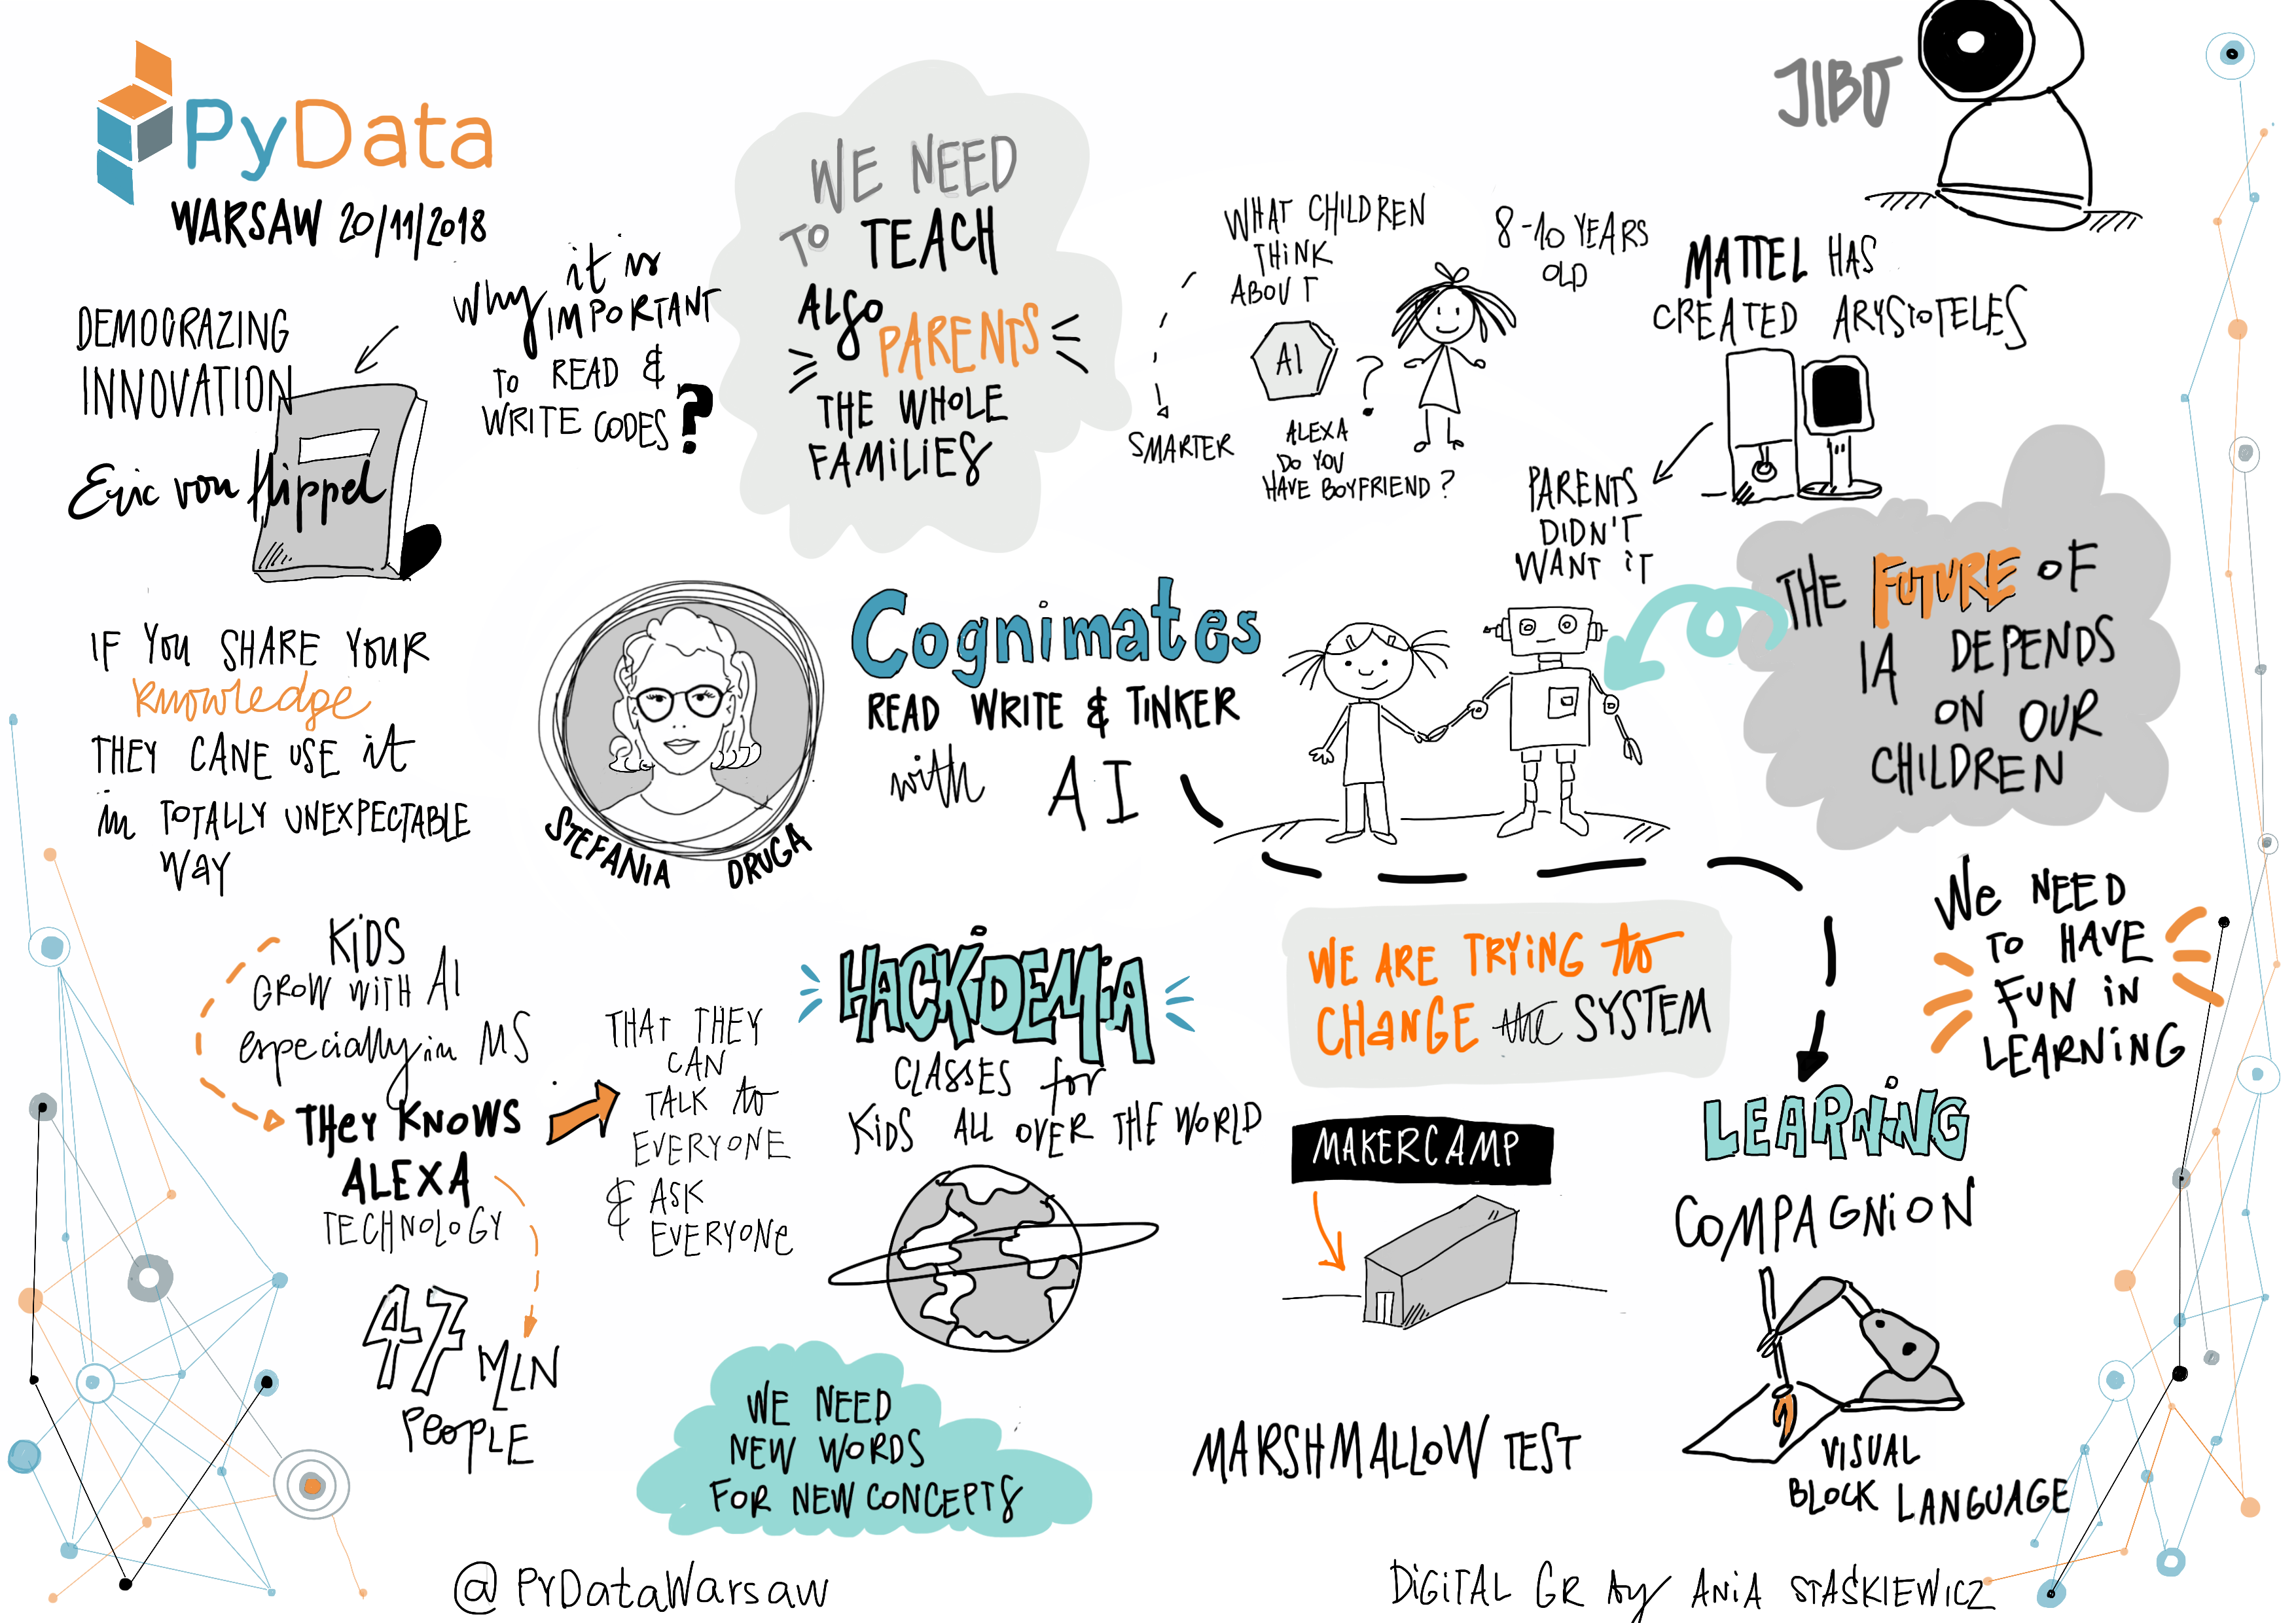 PyData
WARSAW 20/11/2018
DEMOCRAZING
INNOVATION
Eric von Hippel
Why it is
IMPORTANT
TO READ &
WRITE CODES?
WE NEED
TO TEACH
ALSO
PARENTS
THE WHOLE
FAMILIES
WHAT CHILDREN
THINK
ABOUT
AI
?
SMARTER
ALEXA
DO YOU
HAVE BOYFRIEND?
8-10 YEARS
OLD
JIBO
MATTEL HAS
CREATED ARYSTOTELES
PARENTS
DIDN'T
WANT iT
THE FUTURE OF
IA DEPENDS
ON OUR
CHILDREN
IF YOU SHARE YOUR
knowledge
THEY CANE USE it
in TOTALLY UNEXPECTABLE
WAY
STEFANIA DRUGA
Cognimates
READ WRITE & TINKER
with AI
KiDS
GROW WITH AI
especially in MS
THEY KNOWS
ALEXA
TECHNOLOGY
47 MLN
PEOPLE
THAT THEY
CAN
TALK to
EVERYONE
& ASK
EVERYONE
HACKiDEMiA
CLASSES for
KiDS ALL OVER THE WORLD
WE NEED
NEW WORDS
FOR NEW CONCEPTS
WE ARE TRYiNG to
CHANGE the SYSTEM
MAKERCAMP
MARSHMALLOW TEST
We NEED
TO HAVE
FUN iN
LEARNiNG
LEARNiNG
COMPAGNiON
VISUAL
BLOCK LANGUAGE
@PYDataWarsaw
DiGiTAL GR by ANiA STAŚKIEWICZ